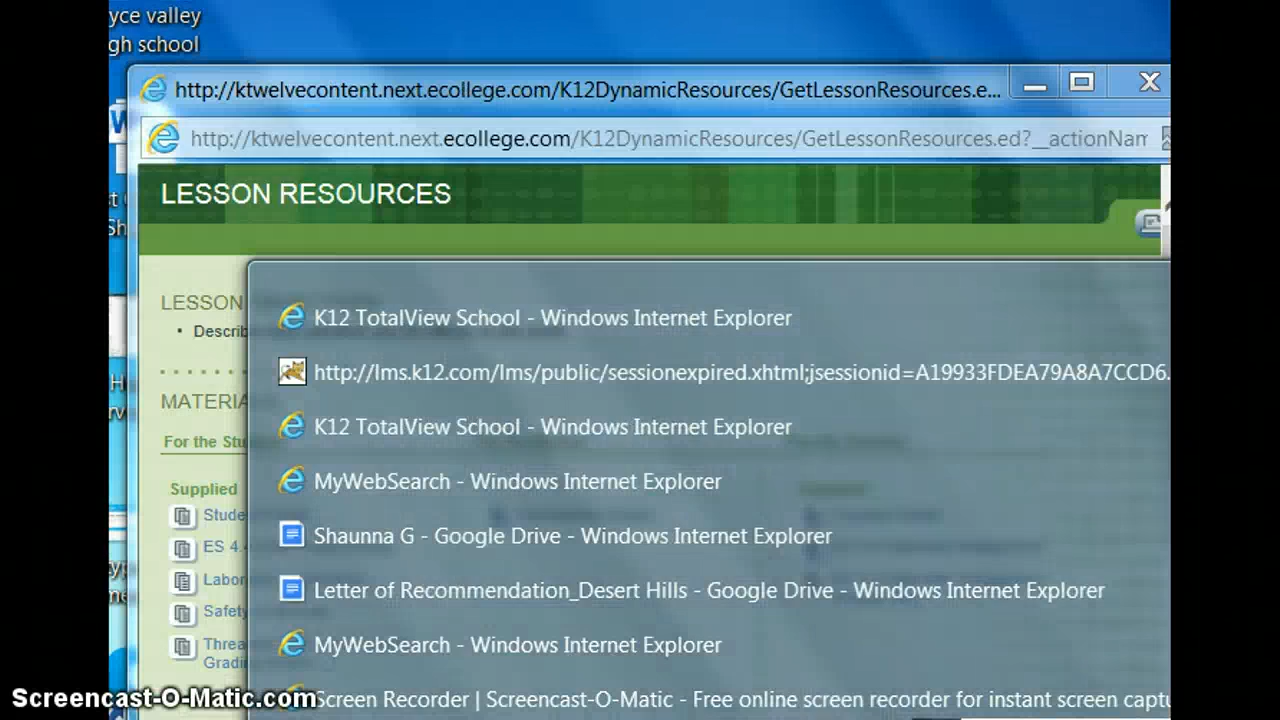 yce valley
gh school
http://ktwelvecontent.next.ecollege.com/K12DynamicResources/GetLessonResources.e...
http://ktwelvecontent.next.ecollege.com/K12DynamicResources/GetLessonResources.ed?__actionNam
LESSON RESOURCES
LESSON
• Describ
MATERIA
For the Stu
Supplied
Stude
ES 4.
Labor
Safety
Threa
Gradi
K12 TotalView School - Windows Internet Explorer
http://lms.k12.com/lms/public/sessionexpired.xhtml;jsessionid=A19933FDEA79A8A7CCD6.
K12 TotalView School - Windows Internet Explorer
MyWebSearch - Windows Internet Explorer
Shaunna G - Google Drive - Windows Internet Explorer
Letter of Recommendation_Desert Hills - Google Drive - Windows Internet Explorer
MyWebSearch - Windows Internet Explorer
Screen Recorder | Screencast-O-Matic - Free online screen recorder for instant screen captu
Screencast-O-Matic.com